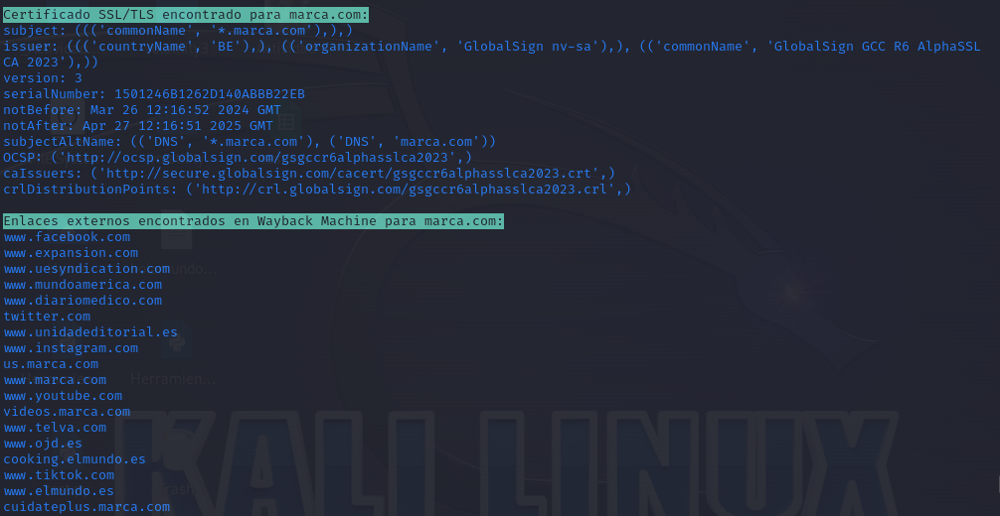 Certificado SSL/TLS encontrado para marca.com:
subject: ((('commonName', '*.marca.com'),),)
issuer: ((('countryName', 'BE'),), (('organizationName', 'GlobalSign nv-sa'),), (('commonName', 'GlobalSign GCC R6 AlphaSSL
CA 2023'),))
version: 3
serialNumber: 1501246B1262D140ABBB22EB
notBefore: Mar 26 12:16:52 2024 GMT
notAfter: Apr 27 12:16:51 2025 GMT
subjectAltName: (('DNS', '*.marca.com'), ('DNS', 'marca.com'))
OCSP: ('http://ocsp.globalsign.com/gsgccr6alphasslca2023',)
caIssuers: ('http://secure.globalsign.com/cacert/gsgccr6alphasslca2023.crt',)
crlDistributionPoints: ('http://crl.globalsign.com/gsgccr6alphasslca2023.crl',)
Enlaces externos encontrados en Wayback Machine para marca.com:
www.facebook.com
www.expansion.com
www.uesyndication.com
www.mundoamerica.com
www.diariomedico.com
twitter.com
www.unidadeditorial.es
www.instagram.com
us.marca.com
www.marca.com
Herramien...
www.youtube.com
videos.marca.com
www.telva.com
www.ojd.es
cooking.elmundo.es
www.tiktok.com
www.elmundo.es
cuidateplus.marca.com
KALI LINUX